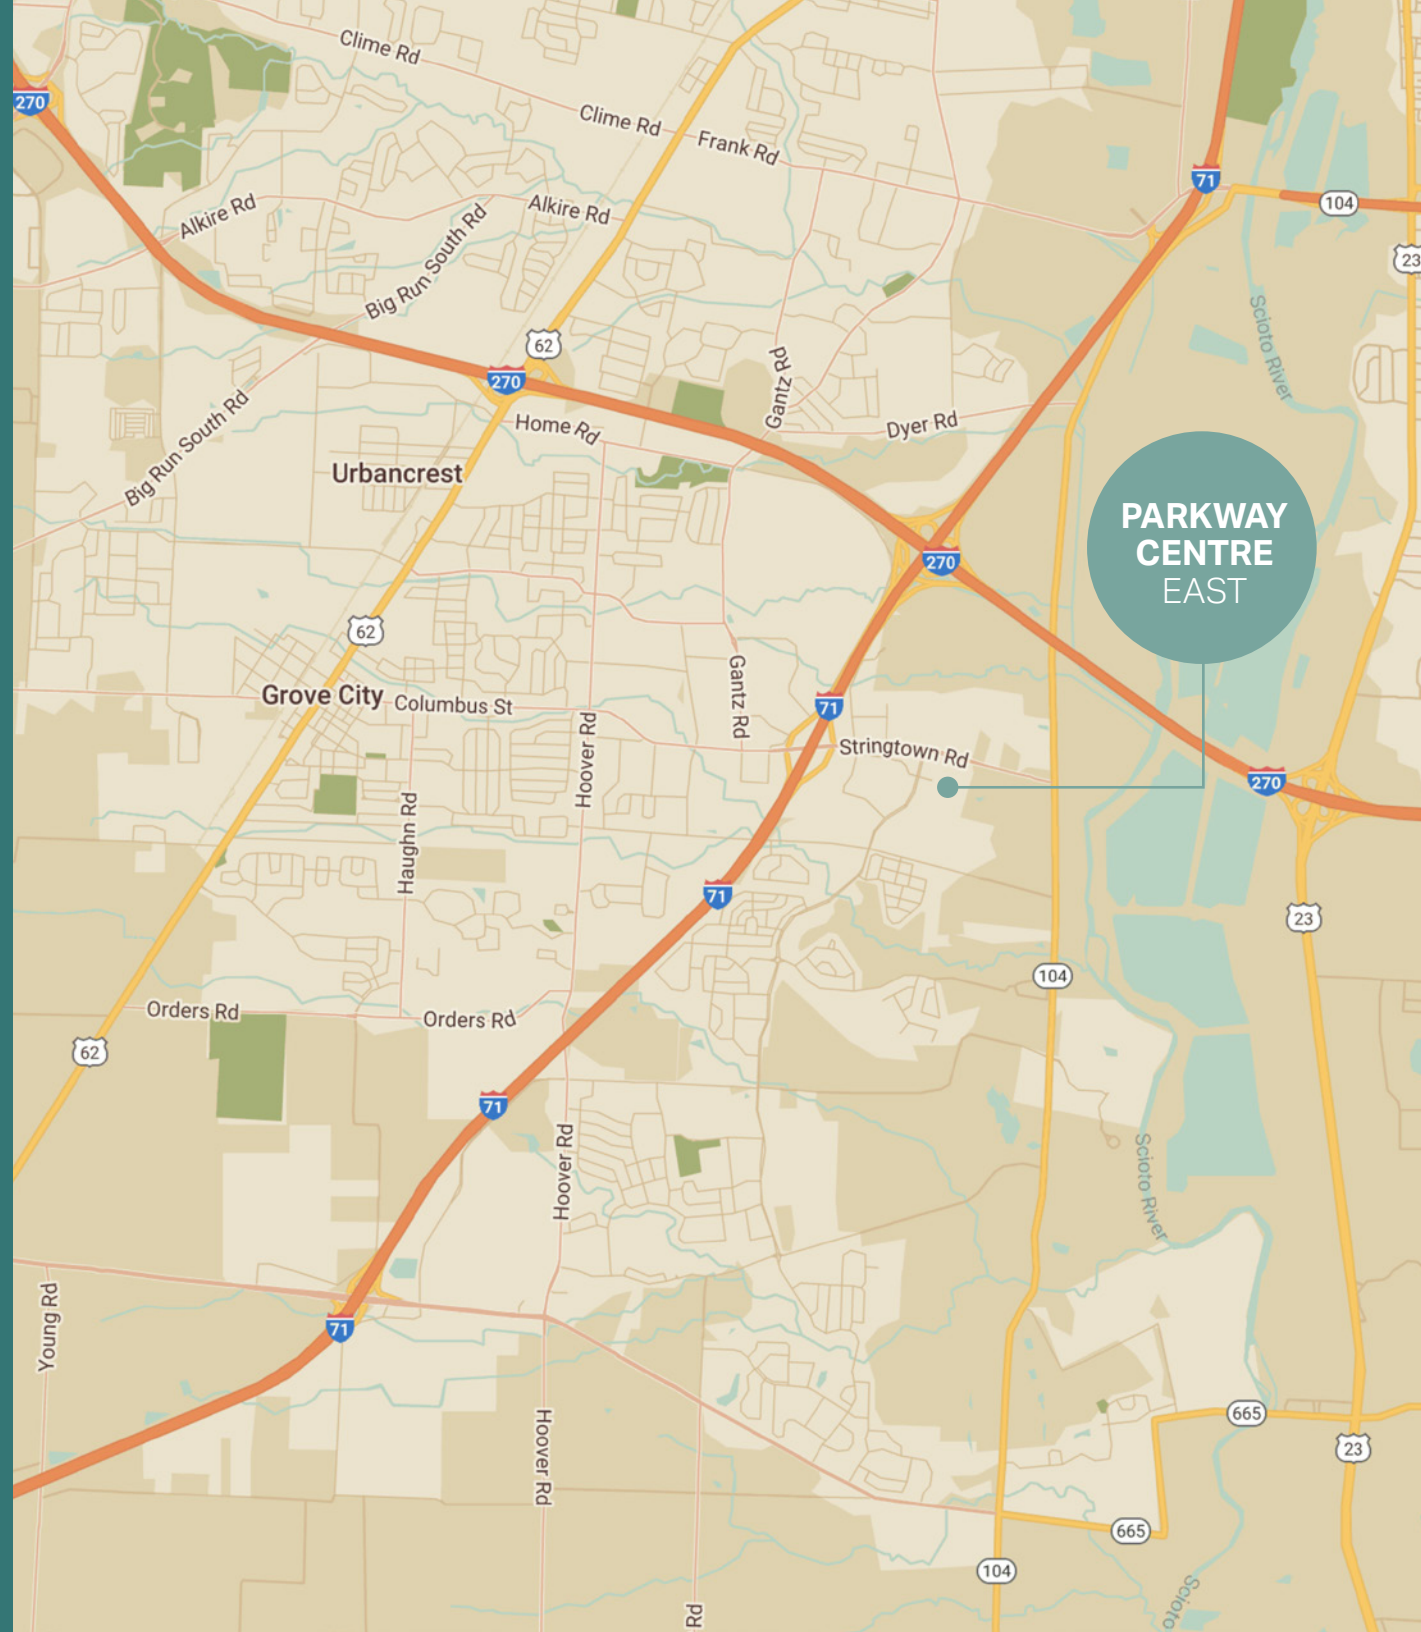 Clime Rd
270
Clime Rd
Frank Rd
71
104
Alkire Rd
Alkire Rd
Big Run South Rd
23
Scioto River
62
270
Gantz Rd
Home Rd
Dyer Rd
Big Run South Rd
Urbancrest
PARKWAY
CENTRE
EAST
270
62
Grove City
Columbus St
Gantz Rd
71
Hoover Rd
Stringtown Rd
270
Haughn Rd
71
23
104
Orders Rd
Orders Rd
62
71
Hoover Rd
Scioto River
Young Rd
71
665
Hoover Rd
23
665
104
Rd
Scioto